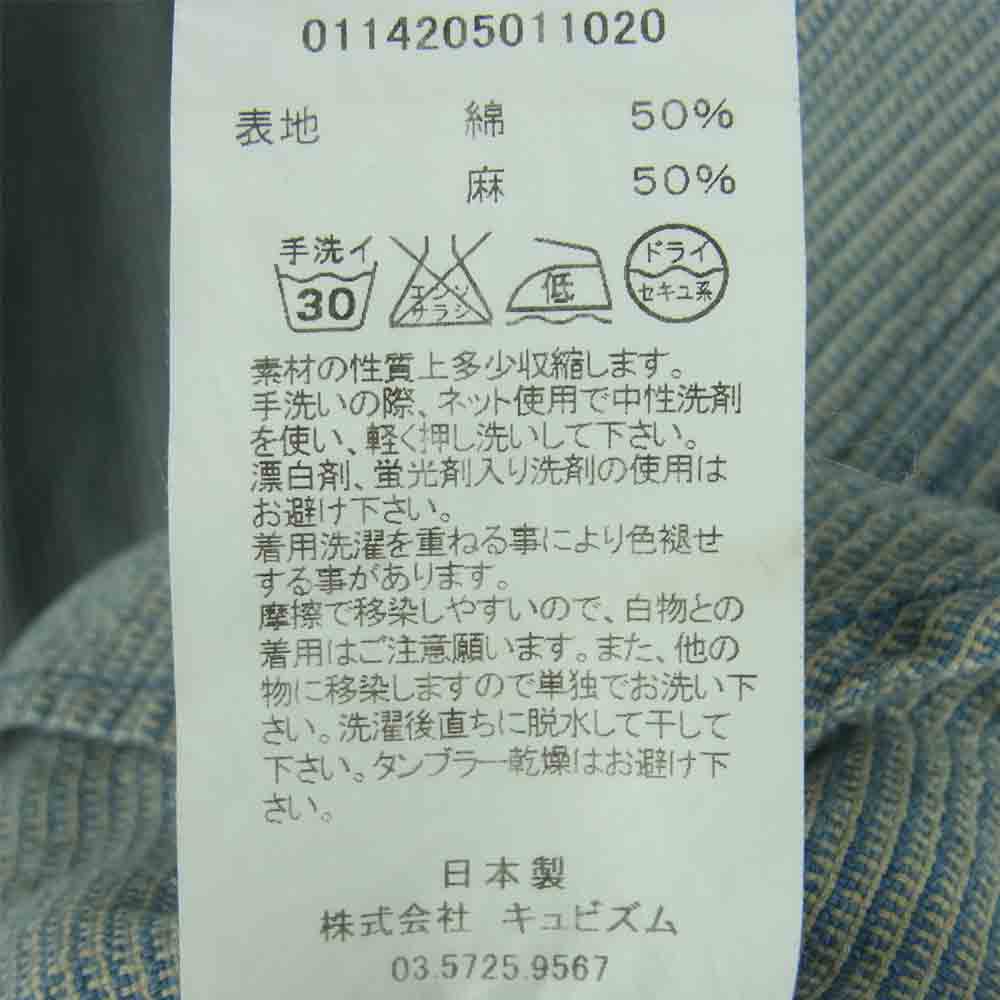 0114205011020
表地 綿 50%
麻 50%
手洗イ
30
エンソ
サラシ
低
ドライ
セキユ系
素材の性質上多少収縮します。
手洗いの際、ネット使用で中性洗剤
を使い、軽く押し洗いして下さい。
漂白剤、蛍光剤入り洗剤の使用は
お避け下さい。
着用洗濯を重ねる事により色褪せ
する事があります。
摩擦で移染しやすいので、白物との
着用はご注意願います。また、他の
物に移染しますので単独でお洗い下
さい。洗濯後直ちに脱水して干して
下さい。タンブラー乾燥はお避け下
さい。
日本製
株式会社 キュビズム
03.5725.9567